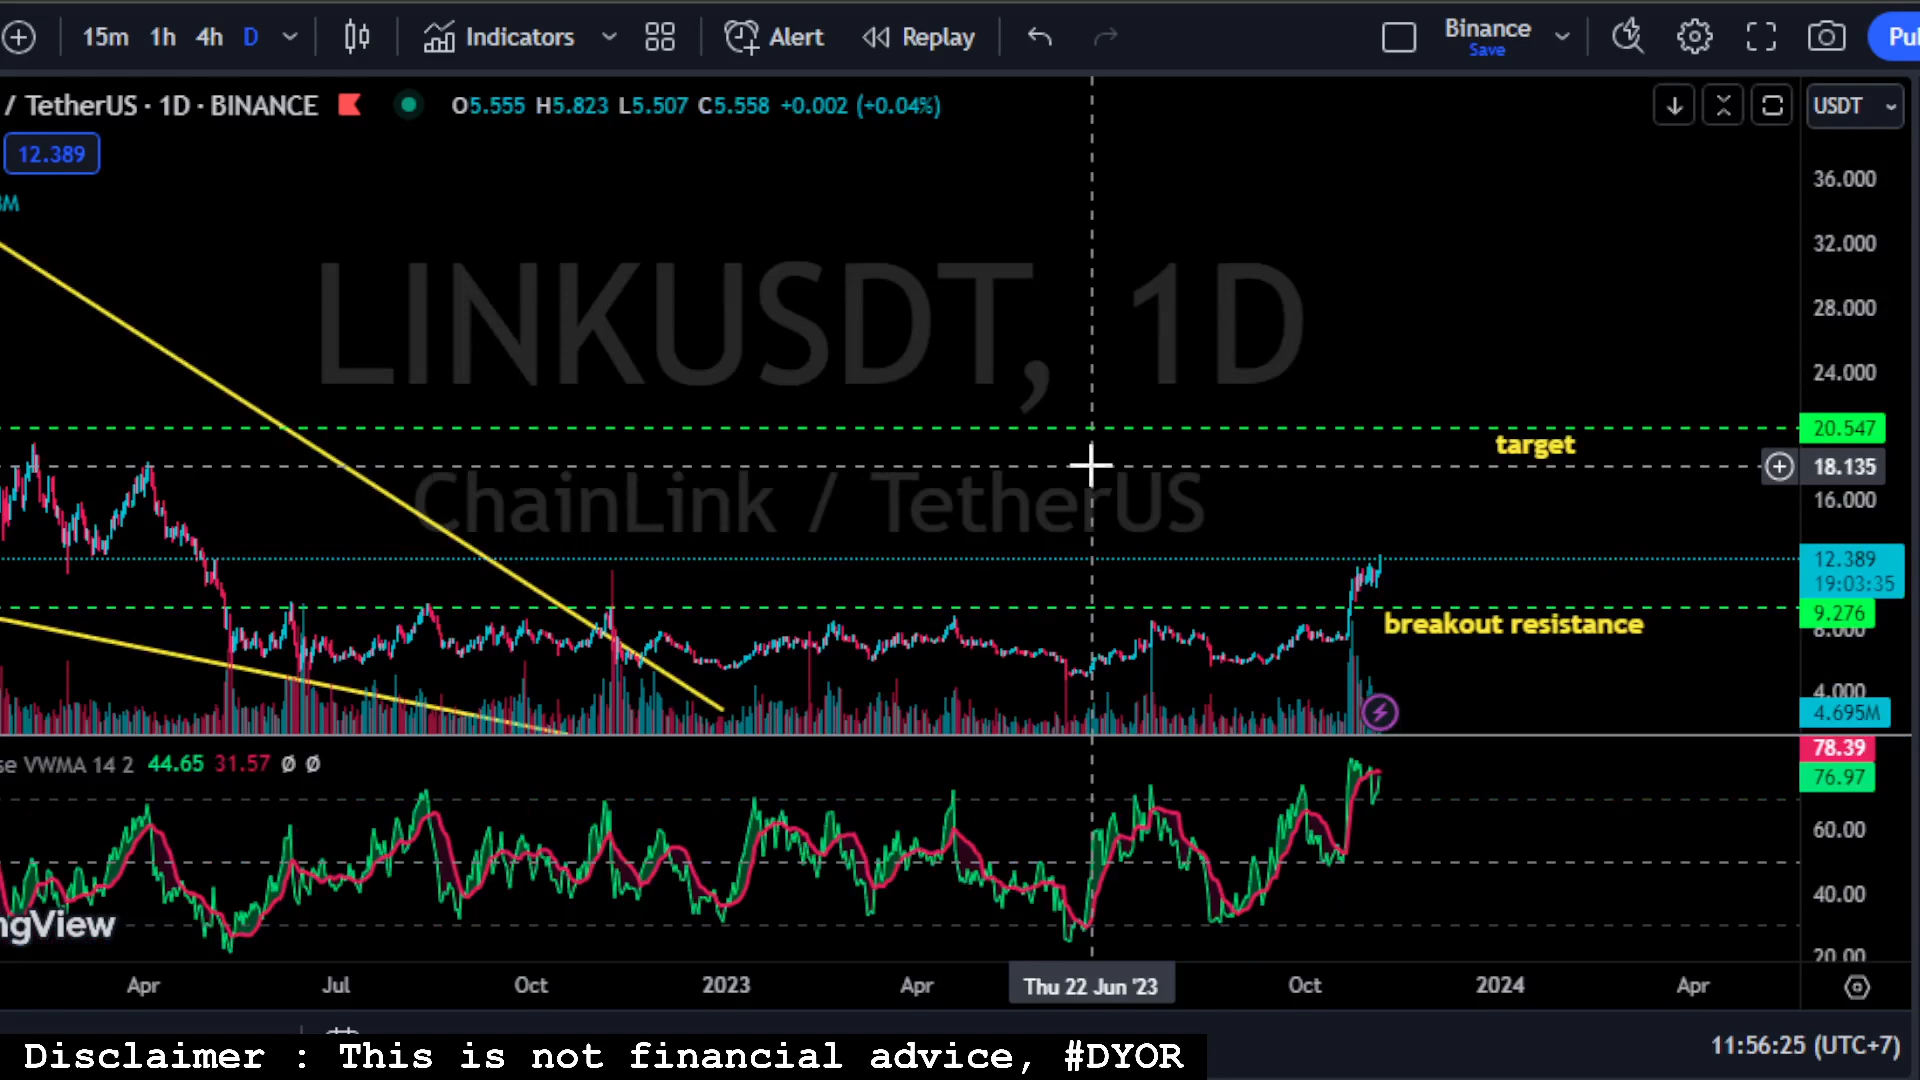 15m 1h 4h D Indicators Alert Replay Binance Save Pul
/ TetherUS · 1D · BINANCE O5.555 H5.823 L5.507 C5.558 +0.002 (+0.04%) USDT
12.389
M
36.000
32.000
28.000
24.000
LINKUSDT, 1D
20.547
target
18.135
ChainLink / TetherUS
16.000
12.389
19:03:35
9.276
breakout resistance
8.000
4.000
4.695M
78.39
se VWMA 14 2 44.65 31.57 Ø Ø
76.97
60.00
40.00
ngView
20.00
Apr Jul Oct 2023 Apr Thu 22 Jun '23 Oct 2024 Apr
Disclaimer : This is not financial advice, #DYOR
11:56:25 (UTC+7)